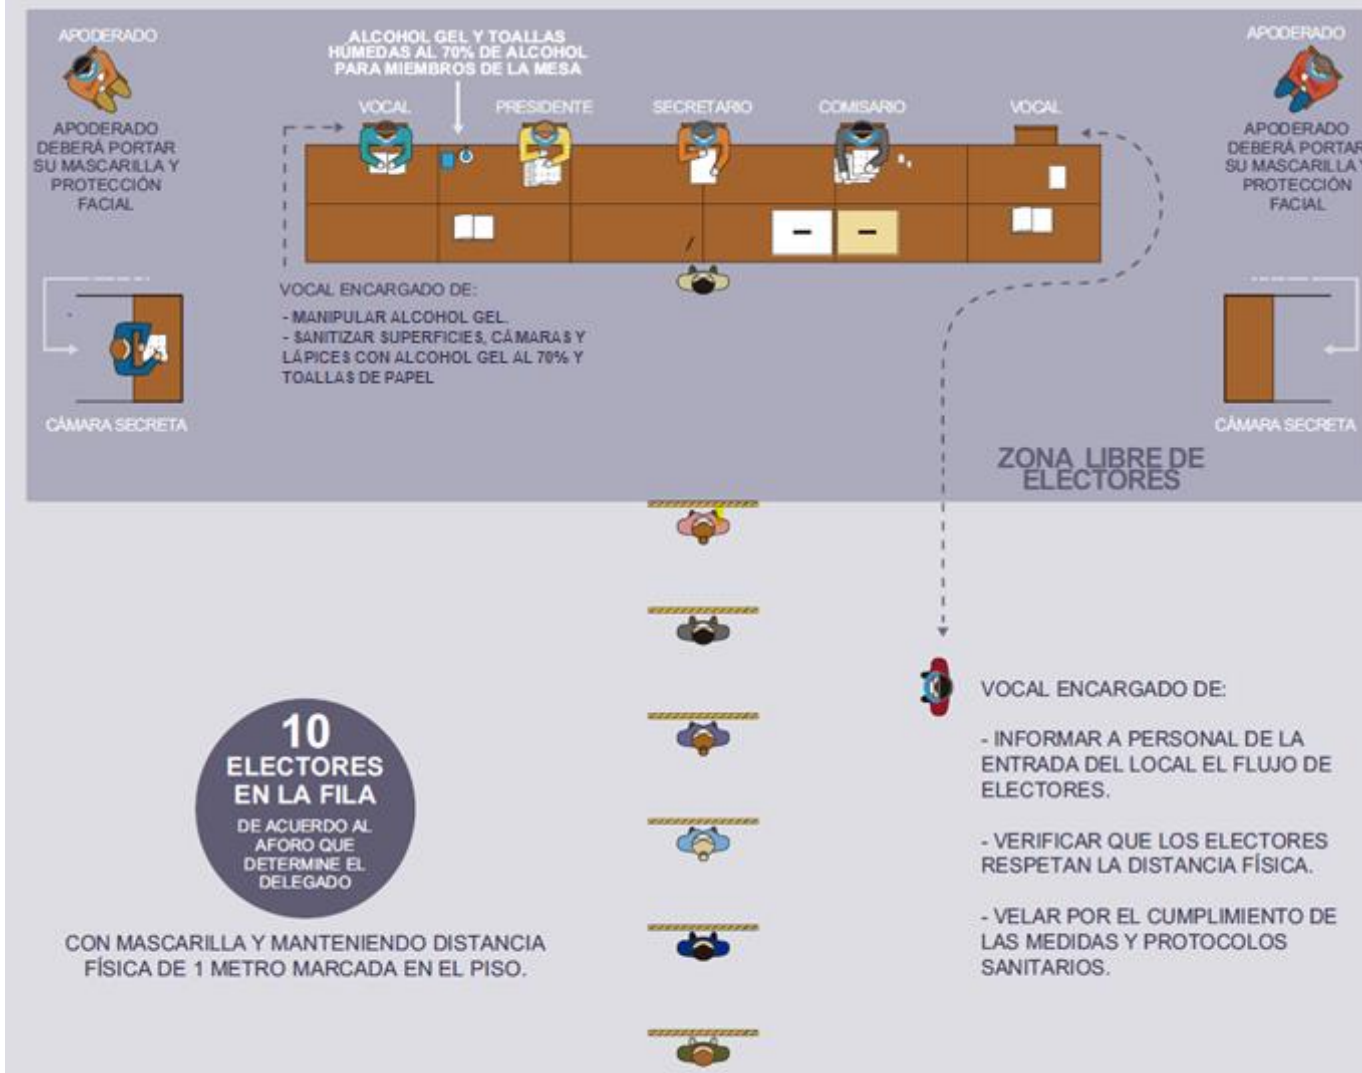 APODERADO
APODERADO
DEBERÁ PORTAR
SU MASCARILLA Y
PROTECCIÓN
FACIAL
ALCOHOL GEL Y TOALLAS
HÚMEDAS AL 70% DE ALCOHOL
PARA MIEMBROS DE LA MESA
VOCAL
PRESIDENTE
SECRETARIO
COMISARIO
VOCAL
APODERADO
APODERADO
DEBERÁ PORTAR
SU MASCARILLA Y
PROTECCIÓN
FACIAL
VOCAL ENCARGADO DE:
- MANIPULAR ALCOHOL GEL.
- SANITIZAR SUPERFICIES, CÁMARAS Y
LÁPICES CON ALCOHOL GEL AL 70% Y
TOALLAS DE PAPEL
CÁMARA SECRETA
CÁMARA SECRETA
ZONA LIBRE DE
ELECTORES
10
ELECTORES
EN LA FILA
DE ACUERDO AL
AFORO QUE
DETERMINE EL
DELEGADO
CON MASCARILLA Y MANTENIENDO DISTANCIA
FÍSICA DE 1 METRO MARCADA EN EL PISO.
VOCAL ENCARGADO DE:
- INFORMAR A PERSONAL DE LA
ENTRADA DEL LOCAL EL FLUJO DE
ELECTORES.
- VERIFICAR QUE LOS ELECTORES
RESPETAN LA DISTANCIA FÍSICA.
- VELAR POR EL CUMPLIMIENTO DE
LAS MEDIDAS Y PROTOCOLOS
SANITARIOS.